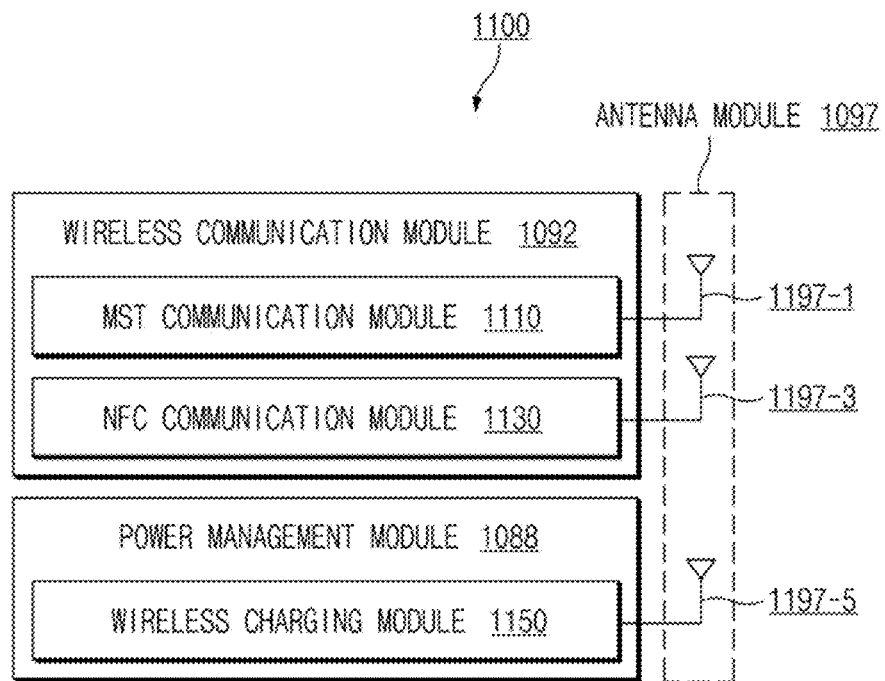 1100
ANTENNA MODULE 1097
WIRELESS COMMUNICATION MODULE 1092
MST COMMUNICATION MODULE 1110
1197-1
NFC COMMUNICATION MODULE 1130
1197-3
POWER MANAGEMENT MODULE 1088
WIRELESS CHARGING MODULE 1150
1197-5